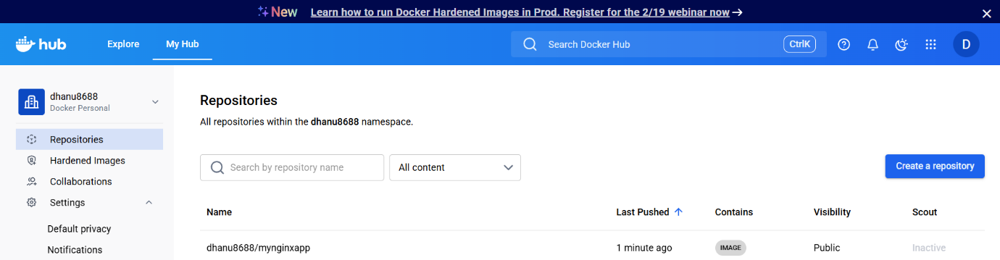 New Learn how to run Docker Hardened Images in Prod. Register for the 2/19 webinar now →
hub Explore My Hub Search Docker Hub CtrlK D
dhanu8688
Docker Personal
Repositories
Hardened Images
Collaborations
Settings
Default privacy
Notifications
Repositories
All repositories within the dhanu8688 namespace.
Search by repository name All content Create a repository
Name Last Pushed ↑ Contains Visibility Scout
dhanu8688/mynginxapp 1 minute ago IMAGE Public Inactive